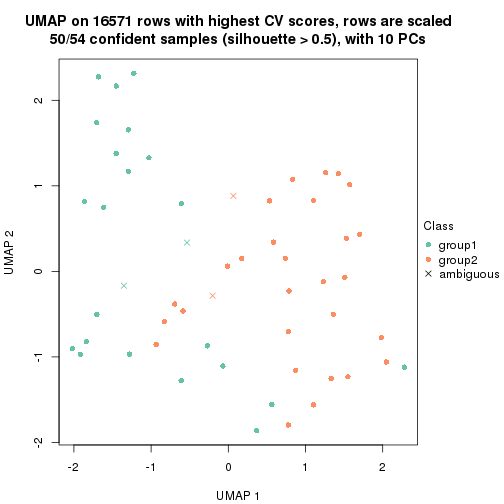 UMAP on 16571 rows with highest CV scores, rows are scaled
50/54 confident samples (silhouette > 0.5), with 10 PCs
2
1
0
-1
-2
UMAP 2
-2
-1
0
1
2
UMAP 1
Class
group1
group2
ambiguous